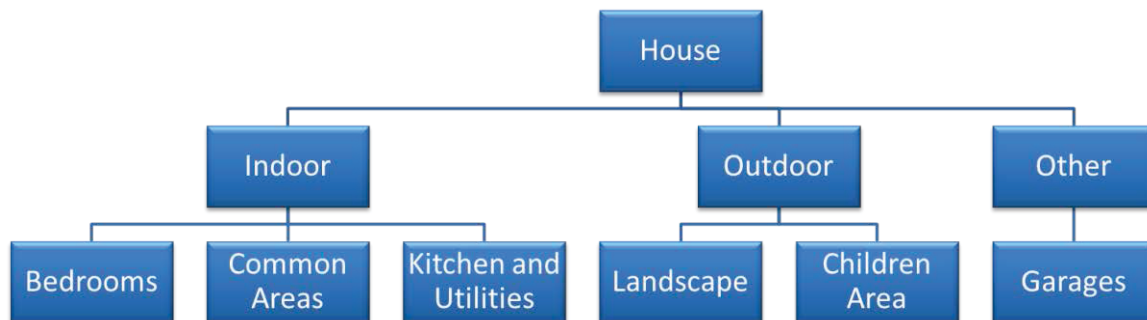 House
Indoor
Outdoor
Other
Bedrooms
Common
Areas
Kitchen and
Utilities
Landscape
Children
Area
Garages